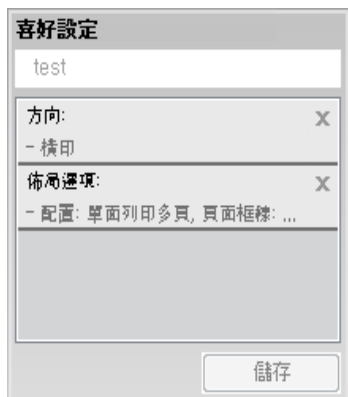 喜好設定
test
方向:
X
- 橫印
佈局選項:
X
- 配置: 單面列印多頁, 頁面框線: ...
儲存